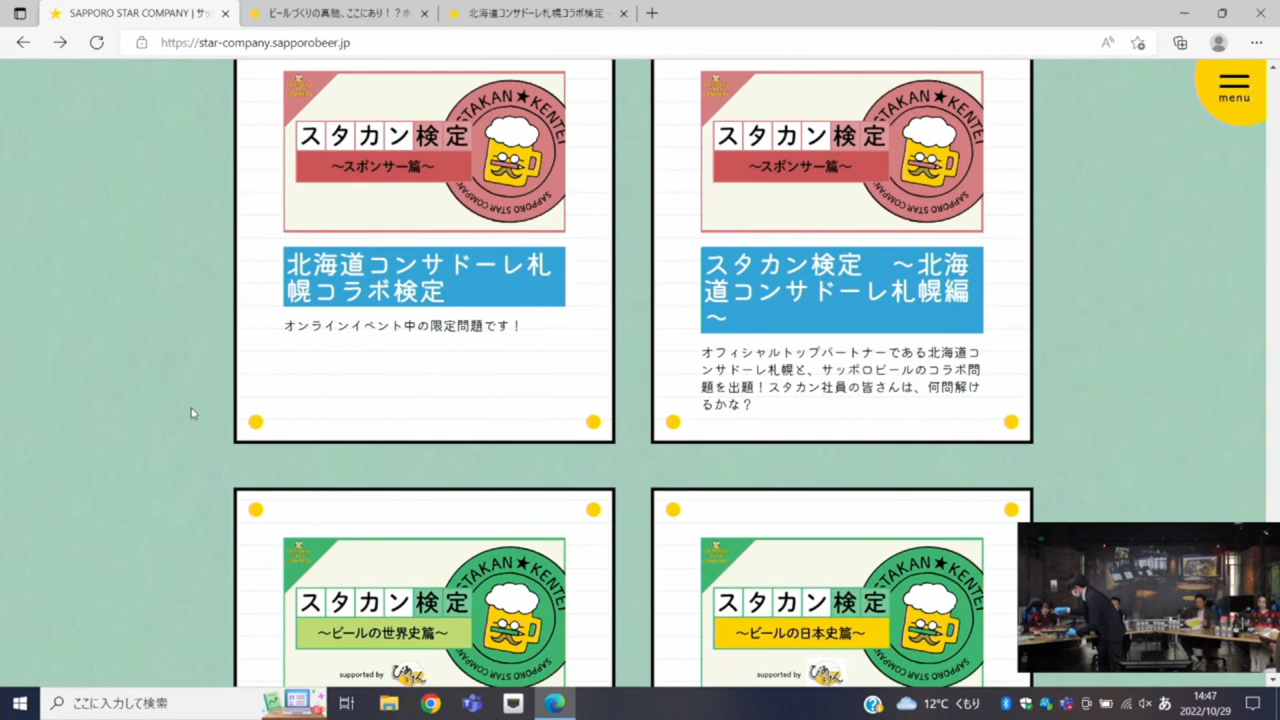 SAPPORO STAR COMPANY | サッ
ビールづくりの真髄、ここにあり！？ホ
北海道コンサドーレ札幌コラボ検定 -
https://star-company.sapporobeer.jp
menu
STAKAN★KENTEI
スタカン検定
～スポンサー篇～
SAPPORO STAR COMPANY
北海道コンサドーレ札
幌コラボ検定
オンラインイベント中の限定問題です！
STAKAN★KENTEI
スタカン検定
～スポンサー篇～
SAPPORO STAR COMPANY
スタカン検定　～北海
道コンサドーレ札幌編
～
オフィシャルトップパートナーである北海道コ
ンサドーレ札幌と、サッポロビールのコラボ問
題を出題！スタカン社員の皆さんは、何問解け
るかな？
STAKAN★KENTEI
スタカン検定
～ビールの世界史篇～
SAPPORO STAR COMPANY
supported by びあけん
STAKAN★KENTEI
スタカン検定
～ビールの日本史篇～
SAPPORO STAR COMPANY
supported by びあけん
ここに入力して検索
12°C くもり
あ
14:47
2022/10/29